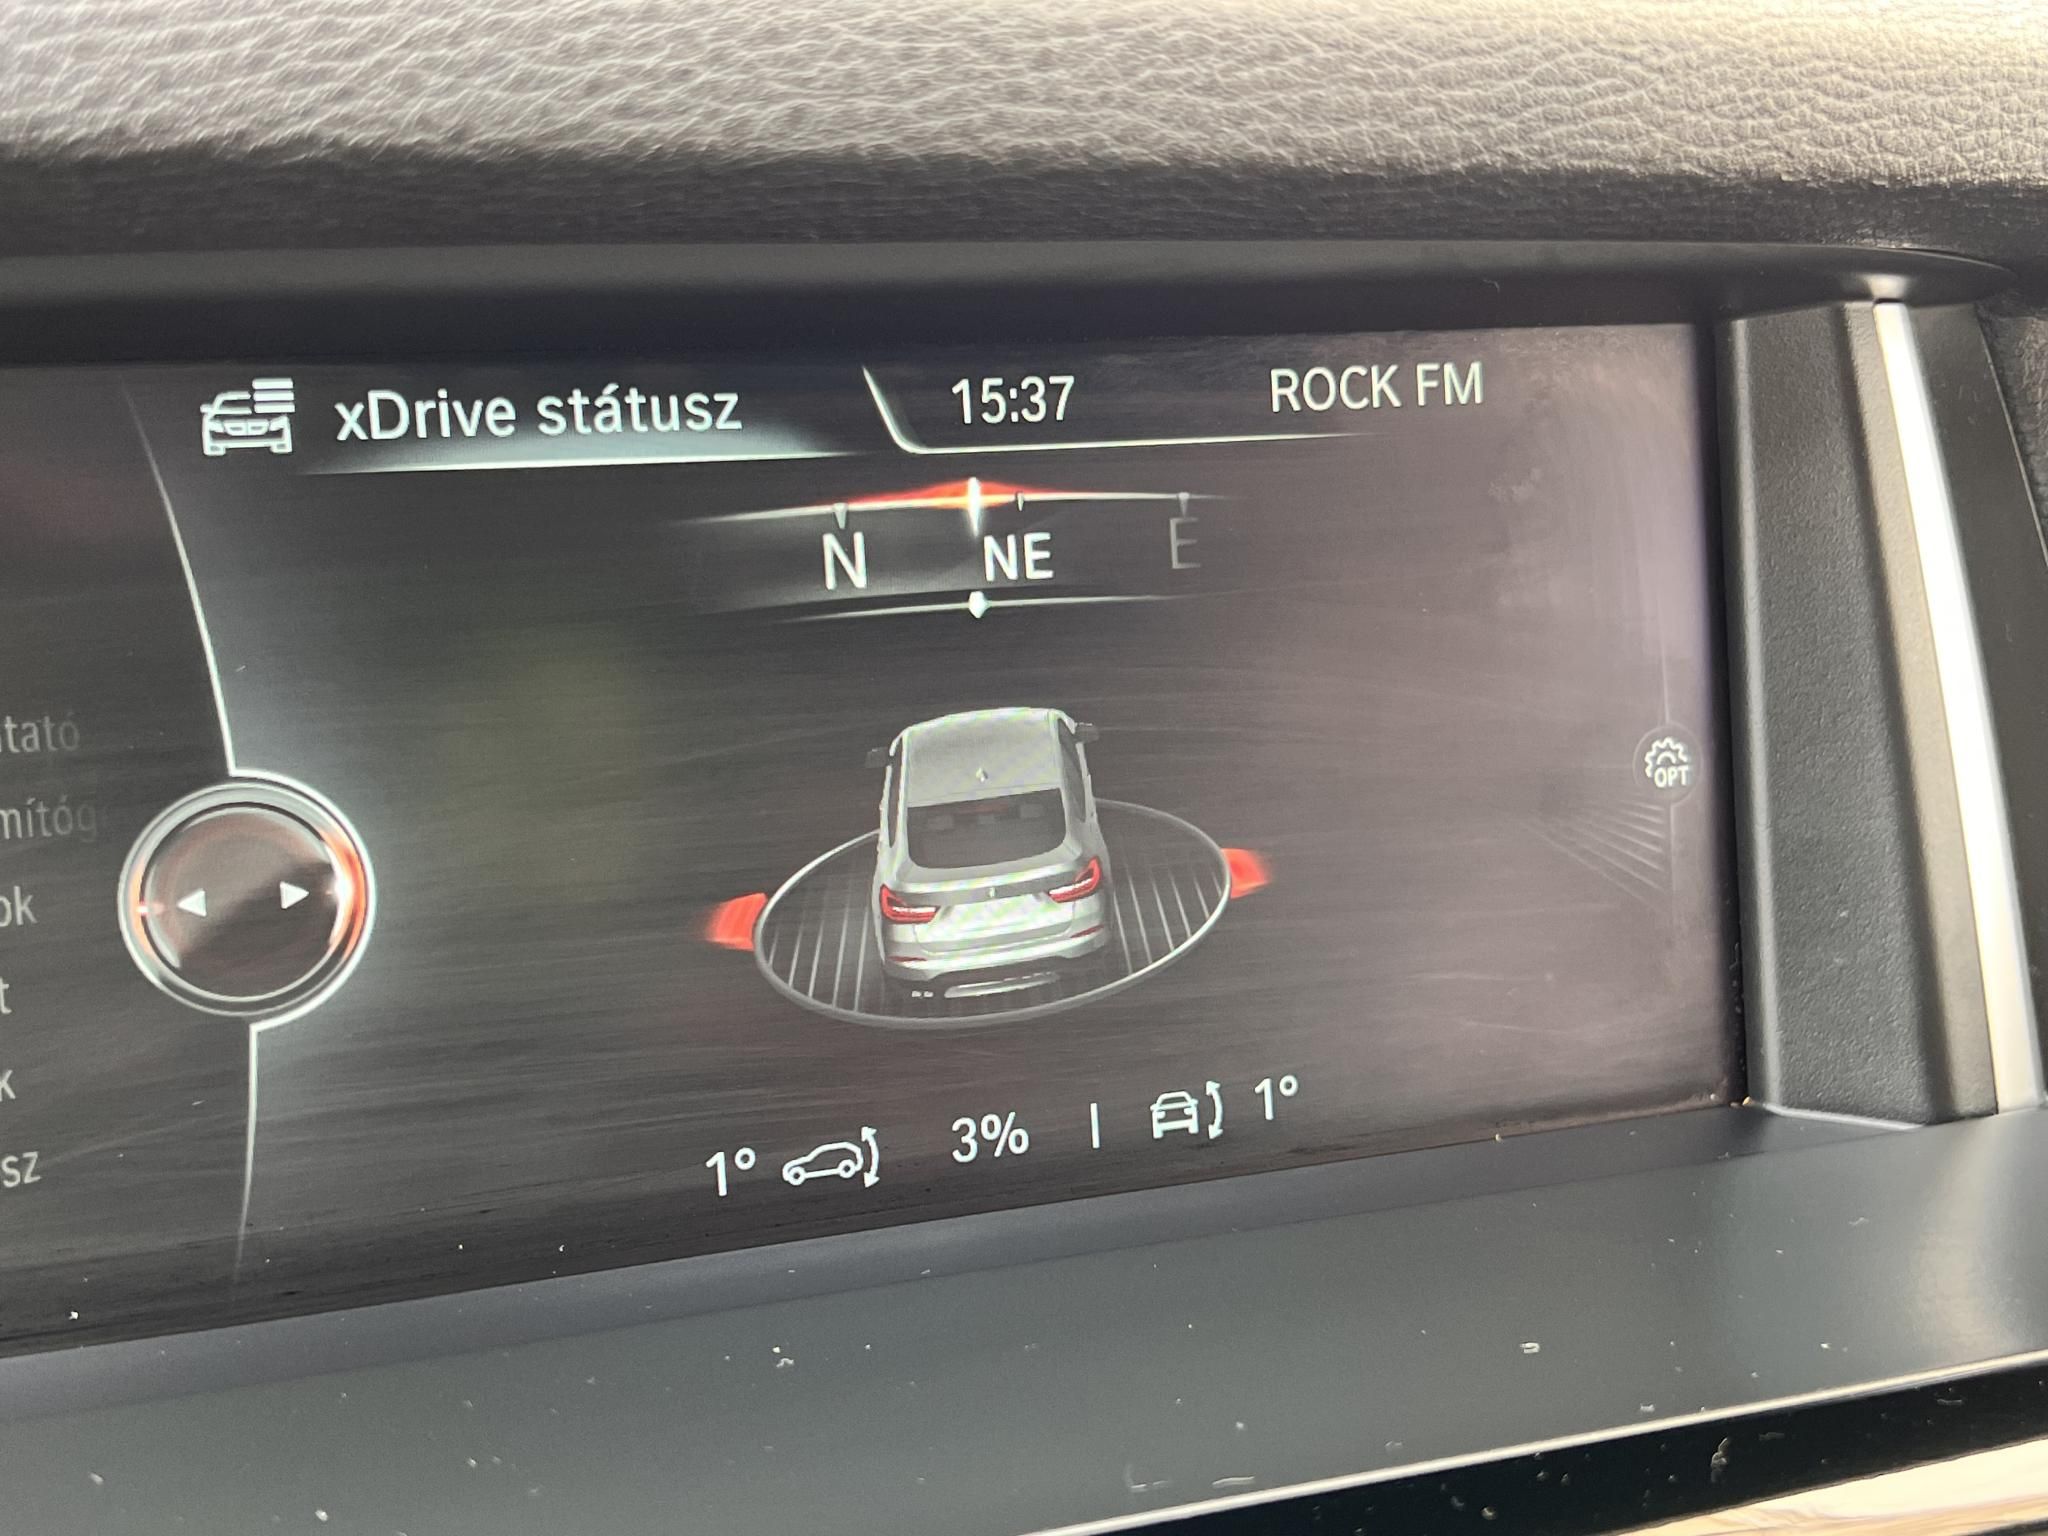 xDrive státusz
15:37
ROCK FM
N NE E
OPT
1° 3% | 1°